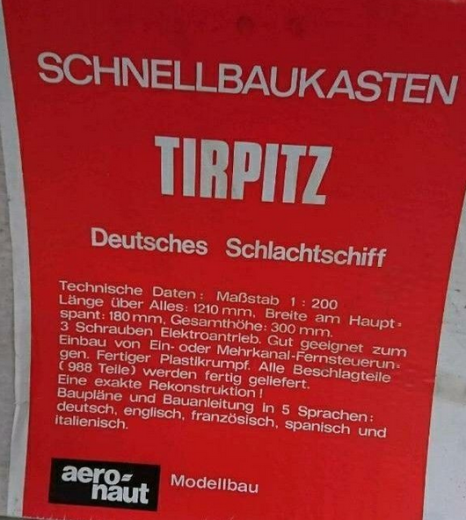 SCHNELLBAUKASTEN
TIRPITZ
Deutsches Schlachtschiff
Technische Daten: Maßstab 1:200
Länge über Alles: 1210 mm. Breite am Haupt-
spant: 180 mm, Gesamthöhe: 300 mm.
3 Schrauben Elektroantrieb. Gut geeignet zum
Einbau von Ein- oder Mehrkanal-Fernsteuerun-
gen. Fertiger Plastikrumpf. Alle Beschlagteile
(988 Teile) werden fertig geliefert.
Eine exakte Rekonstruktion!
Baupläne und Bauanleitung in 5 Sprachen:
deutsch, englisch, französisch, spanisch und
italienisch.
aero-
naut
Modellbau